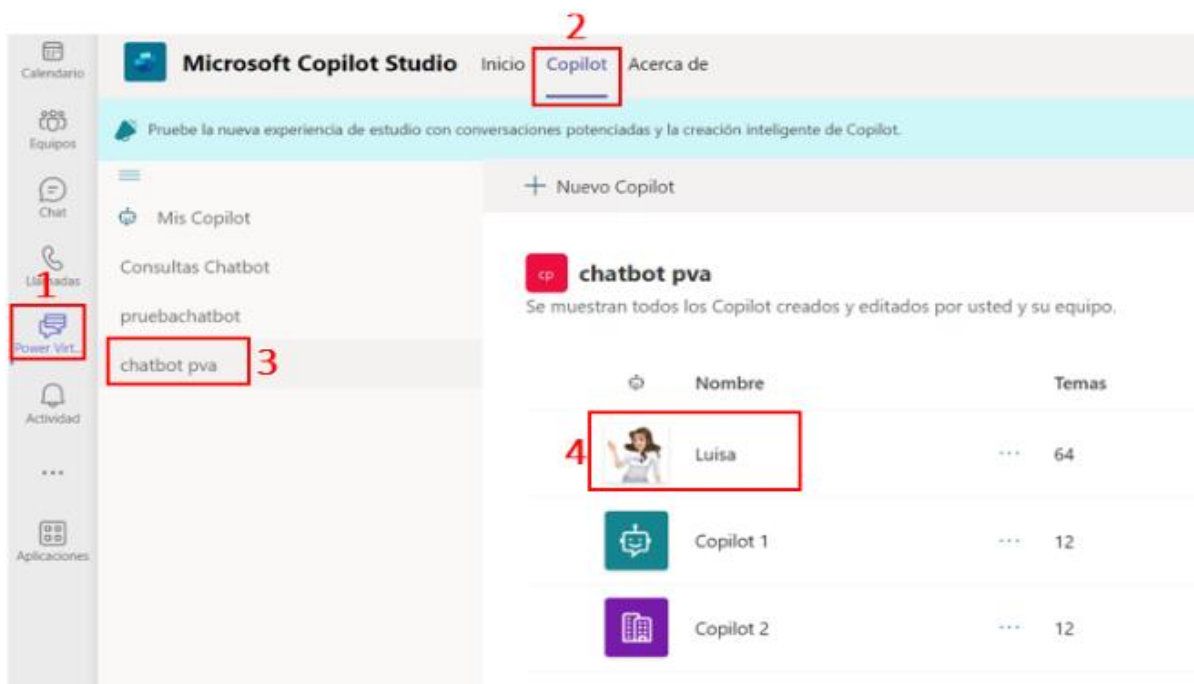 2
Calendario
Microsoft Copilot Studio Inicio Copilot Acerca de
Equipos
Pruebe la nueva experiencia de estudio con conversaciones potenciadas y la creación inteligente de Copilot.
Chat
Mis Copilot
+ Nuevo Copilot
Llamadas
Consultas Chatbot
cp chatbot pva
Se muestran todos los Copilot creados y editados por usted y su equipo.
1
Power Virt...
pruebachatbot
chatbot pva 3
Actividad
Nombre Temas
...
4 Luisa ... 64
Aplicaciones
Copilot 1 ... 12
Copilot 2 ... 12